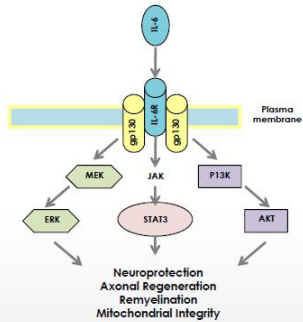 IL-6
gp130
IL-6R
gp130
Plasma
membrane
MEK
JAK
P13K
ERK
STAT3
AKT
Neuroprotection
Axonal Regeneration
Remyelination
Mitochondrial Integrity